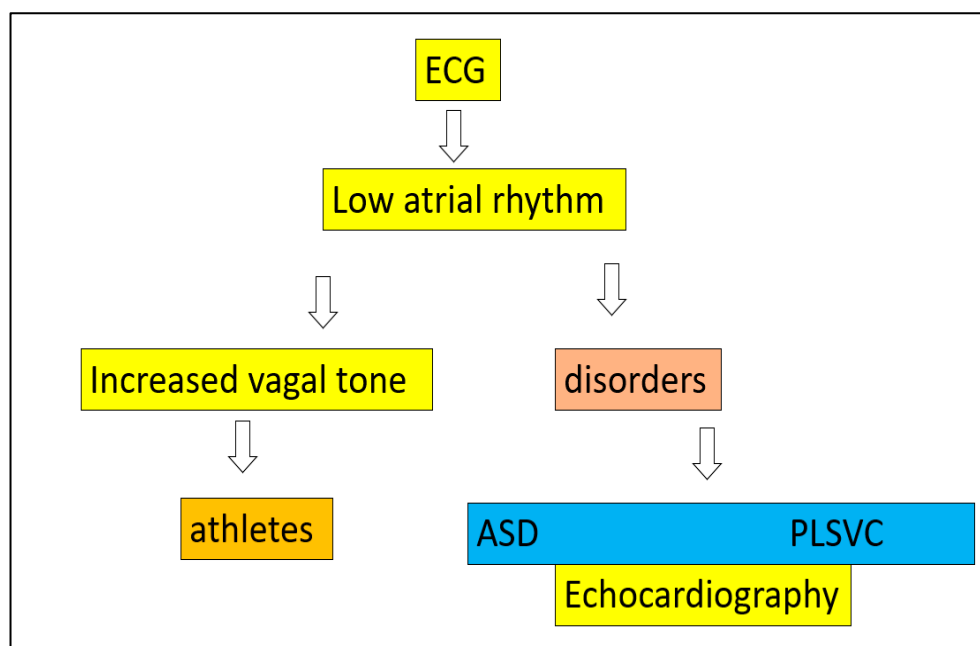 ECG
Low atrial rhythm
Increased vagal tone
disorders
athletes
ASD PLSVC
Echocardiography